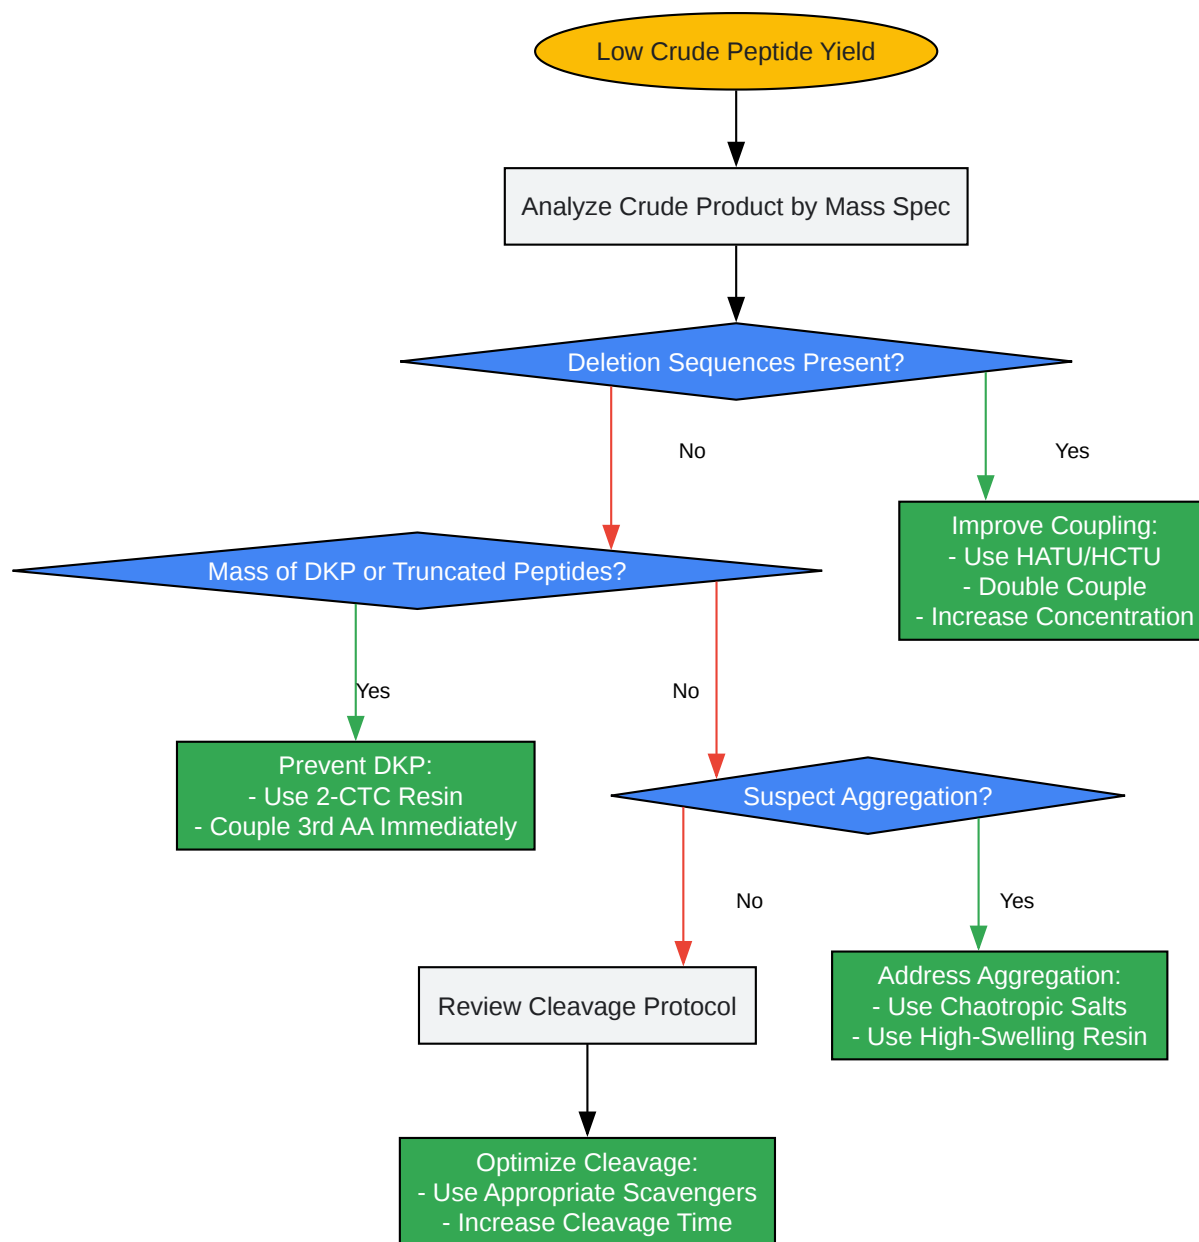 Low Crude Peptide Yield
Analyze Crude Product by Mass Spec
Deletion Sequences Present?
No
Yes
Improve Coupling:
- Use HATU/HCTU
- Double Couple
- Increase Concentration
Mass of DKP or Truncated Peptides?
Yes
No
Prevent DKP:
- Use 2-CTC Resin
- Couple 3rd AA Immediately
Suspect Aggregation?
No
Yes
Address Aggregation:
- Use Chaotropic Salts
- Use High-Swelling Resin
Review Cleavage Protocol
Optimize Cleavage:
- Use Appropriate Scavengers
- Increase Cleavage Time